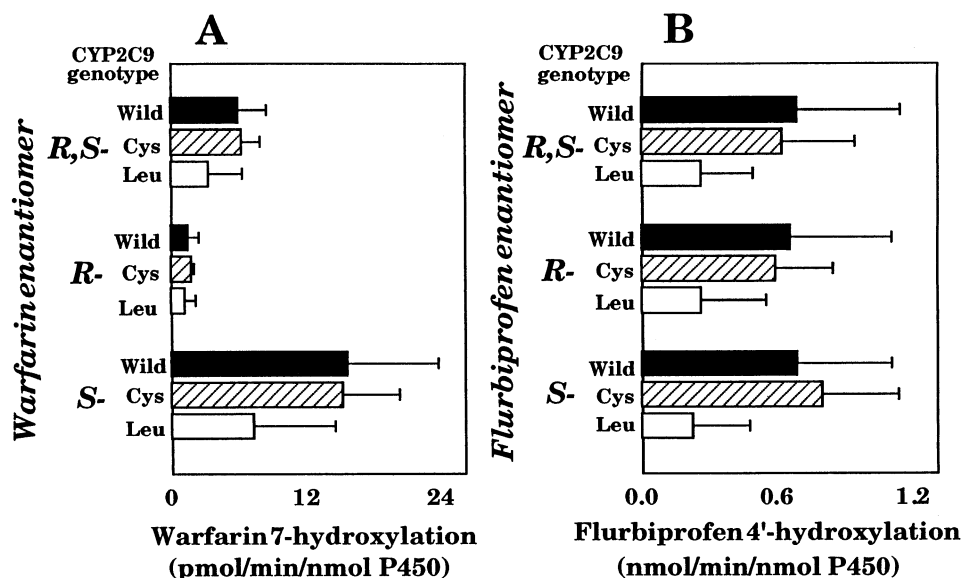 A
CYP2C9
genotype
Warfarin enantiomer
R,S-
Wild
Cys
Leu
R-
Wild
Cys
Leu
S-
Wild
Cys
Leu
0 12 24
Warfarin 7-hydroxylation
(pmol/min/nmol P450)
B
CYP2C9
genotype
Flurbiprofen enantiomer
R,S-
Wild
Cys
Leu
R-
Wild
Cys
Leu
S-
Wild
Cys
Leu
0.0 0.6 1.2
Flurbiprofen 4'-hydroxylation
(nmol/min/nmol P450)